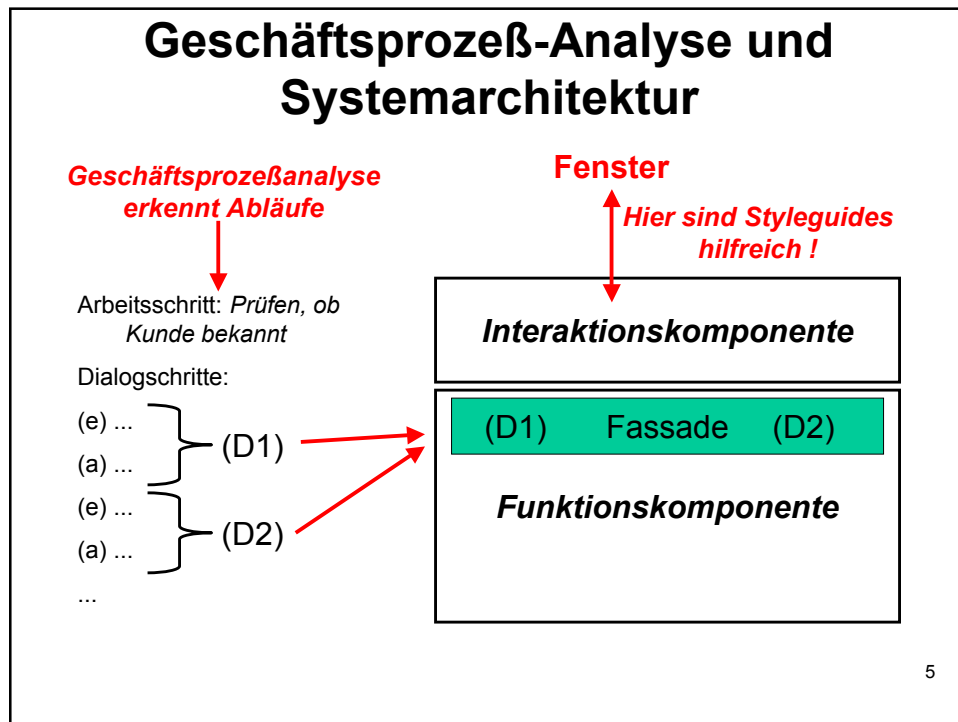 Geschäftsprozeß-Analyse und
Systemarchitektur
Geschäftsprozeßanalyse
erkennt Abläufe
Arbeitsschritt: Prüfen, ob
Kunde bekannt
Dialogschritte:
(e) ...
(a) ...
(D1)
(e) ...
(a) ...
(D2)
...
Fenster
Hier sind Styleguides
hilfreich !
Interaktionskomponente
(D1) Fassade (D2)
Funktionskomponente
5